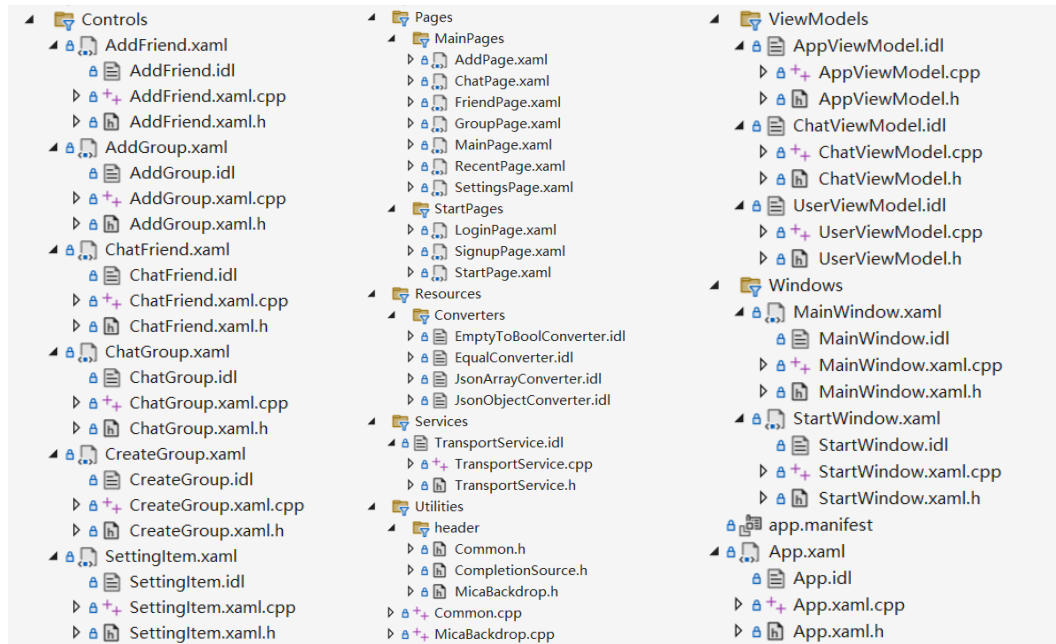 Controls
AddFriend.xaml
AddFriend.idl
AddFriend.xaml.cpp
AddFriend.xaml.h
AddGroup.xaml
AddGroup.idl
AddGroup.xaml.cpp
AddGroup.xaml.h
ChatFriend.xaml
ChatFriend.idl
ChatFriend.xaml.cpp
ChatFriend.xaml.h
ChatGroup.xaml
ChatGroup.idl
ChatGroup.xaml.cpp
ChatGroup.xaml.h
CreateGroup.xaml
CreateGroup.idl
CreateGroup.xaml.cpp
CreateGroup.xaml.h
SettingItem.xaml
SettingItem.idl
SettingItem.xaml.cpp
SettingItem.xaml.h
Pages
MainPages
AddPage.xaml
ChatPage.xaml
FriendPage.xaml
GroupPage.xaml
MainPage.xaml
RecentPage.xaml
SettingsPage.xaml
StartPages
LoginPage.xaml
SignupPage.xaml
StartPage.xaml
Resources
Converters
EmptyToBoolConverter.idl
EqualConverter.idl
JsonArrayConverter.idl
JsonObjectConverter.idl
Services
TransportService.idl
TransportService.cpp
TransportService.h
Utilities
header
Common.h
CompletionSource.h
MicaBackdrop.h
Common.cpp
MicaBackdrop.cpp
ViewModels
AppViewModel.idl
AppViewModel.cpp
AppViewModel.h
ChatViewModel.idl
ChatViewModel.cpp
ChatViewModel.h
UserViewModel.idl
UserViewModel.cpp
UserViewModel.h
Windows
MainWindow.xaml
MainWindow.idl
MainWindow.xaml.cpp
MainWindow.xaml.h
StartWindow.xaml
StartWindow.idl
StartWindow.xaml.cpp
StartWindow.xaml.h
app.manifest
App.xaml
App.idl
App.xaml.cpp
App.xaml.h